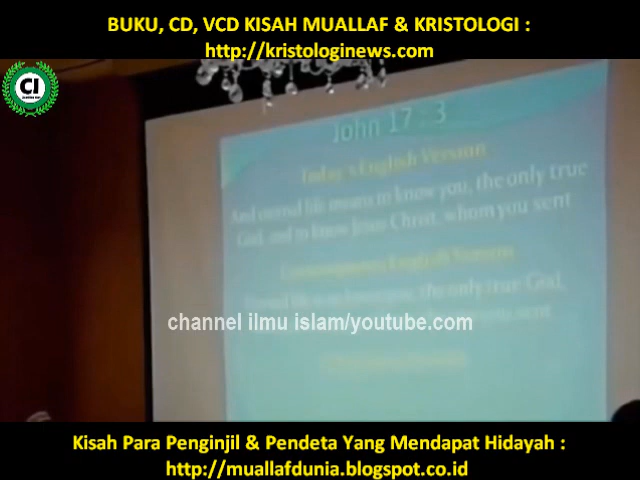 BUKU, CD, VCD KISAH MUALLAF & KRISTOLOGI :
http://kristologinews.com
CI
John 17 : 3
Today's English Version
And eternal life means to know you, the only true
God, and to know Jesus Christ, whom you sent
Contemporary English Version
the only true God,
channel ilmu islam/youtube.com
sent
Kisah Para Penginjil & Pendeta Yang Mendapat Hidayah :
http://muallafdunia.blogspot.co.id